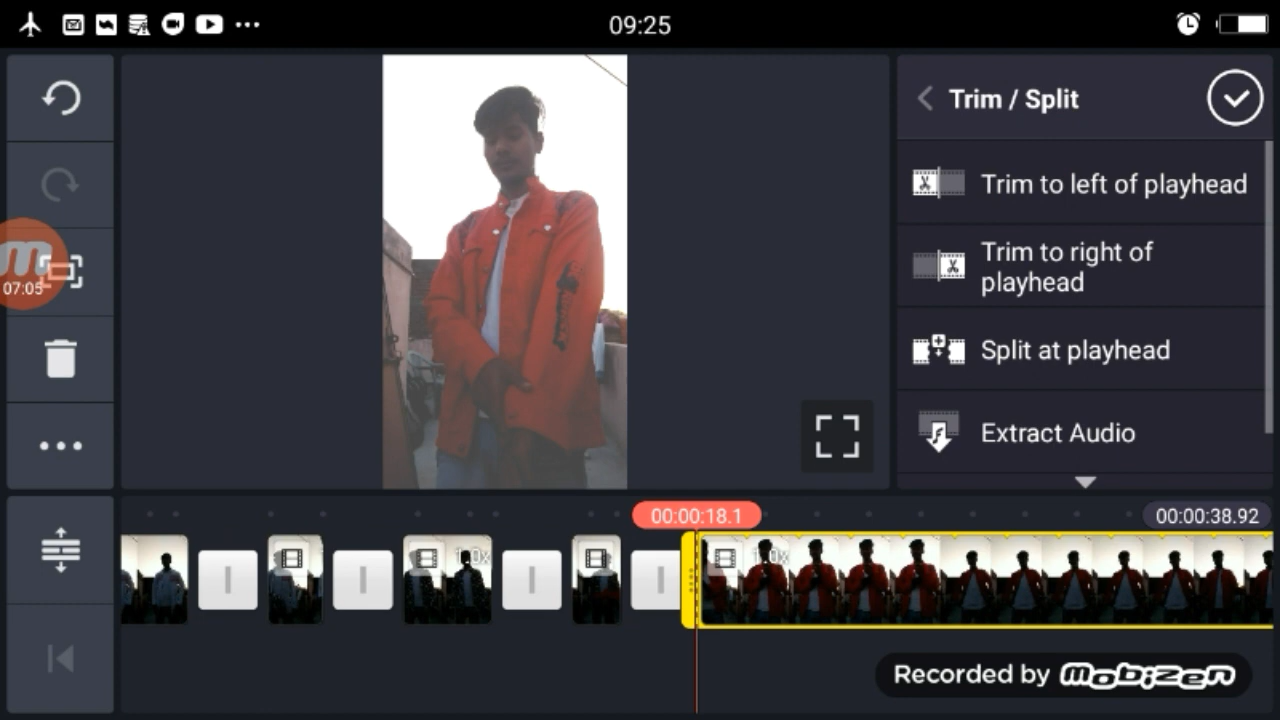 09:25
Trim / Split
Trim to left of playhead
Trim to right of
playhead
Split at playhead
Extract Audio
07:05
00:00:18.1
00:00:38.92
1.0x
1.0x
Recorded by mobizen